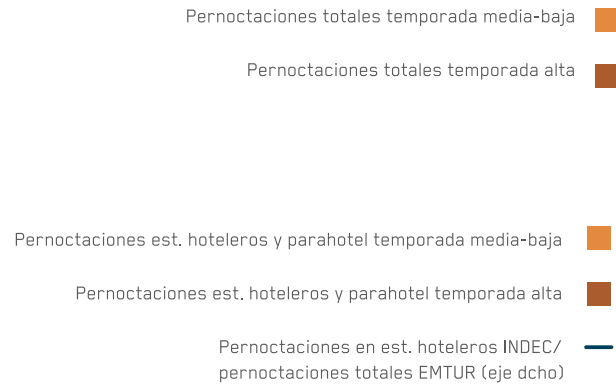 Pernoctaciones totales temporada media-baja
Pernoctaciones totales temporada alta
Pernoctaciones est. hoteleros y parahotel temporada media-baja
Pernoctaciones est. hoteleros y parahotel temporada alta
Pernoctaciones en est. hoteleros INDEC/
pernoctaciones totales EMTUR (eje dcho)